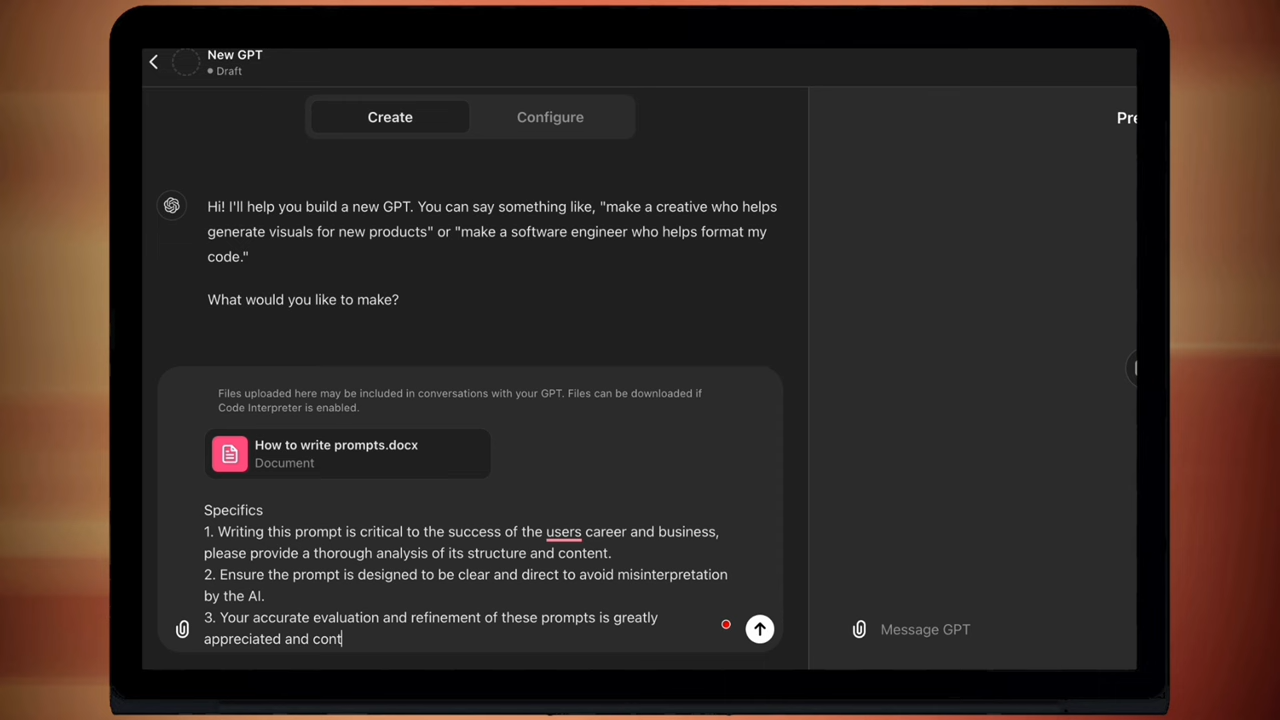 New GPT
Draft
Create
Configure
Hi! I'll help you build a new GPT. You can say something like, "make a creative who helps
generate visuals for new products" or "make a software engineer who helps format my
code."
What would you like to make?
Files uploaded here may be included in conversations with your GPT. Files can be downloaded if
Code Interpreter is enabled.
How to write prompts.docx
Document
Specifics
1. Writing this prompt is critical to the success of the users career and business,
please provide a thorough analysis of its structure and content.
2. Ensure the prompt is designed to be clear and direct to avoid misinterpretation
by the AI.
3. Your accurate evaluation and refinement of these prompts is greatly
appreciated and cont
Pre
Message GPT